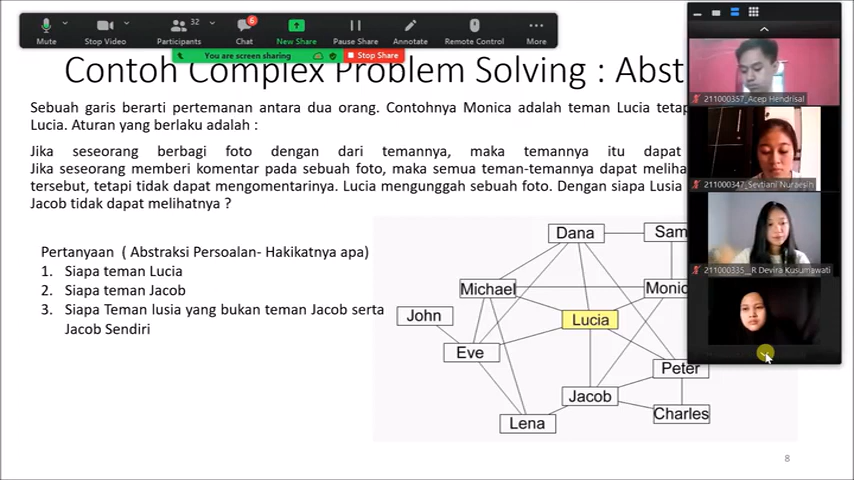 Mute
Stop Video
32
Participants
6
Chat
New Share
Pause Share
Annotate
Remote Control
More
You are screen sharing
Stop Share
Contoh Complex Problem Solving : Abst
Sebuah garis berarti pertemanan antara dua orang. Contohnya Monica adalah teman Lucia
Lucia. Aturan yang berlaku adalah :
Jika seseorang berbagi foto dengan dari temannya, maka temannya itu dapat
Jika seseorang memberi komentar pada sebuah foto, maka semua teman-temannya dapat
tersebut, tetapi tidak dapat mengomentarinya. Lucia mengunggah sebuah foto. Dengan siapa Lusia
Jacob tidak dapat melihatnya ?
Pertanyaan ( Abstraksi Persoalan- Hakikatnya apa)
1. Siapa teman Lucia
2. Siapa teman Jacob
3. Siapa Teman lusia yang bukan teman Jacob serta
Jacob Sendiri
Dana
Sam
Michael
Monic
John
Lucia
Eve
Peter
Jacob
Charles
Lena
211000357_Acep Hendrisal
211000347_Sevtiani Nuraesih
211000335_R Devira Kusumawati
8